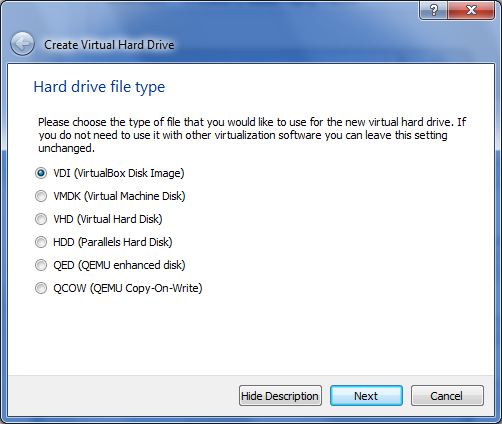 ?
Create Virtual Hard Drive
Hard drive file type
Please choose the type of file that you would like to use for the new virtual hard drive. If
you do not need to use it with other virtualization software you can leave this setting
unchanged.
VDI (VirtualBox Disk Image)
VMDK (Virtual Machine Disk)
VHD (Virtual Hard Disk)
HDD (Parallels Hard Disk)
QED (QEMU enhanced disk)
QCOW (QEMU Copy-On-Write)
Hide Description Next Cancel